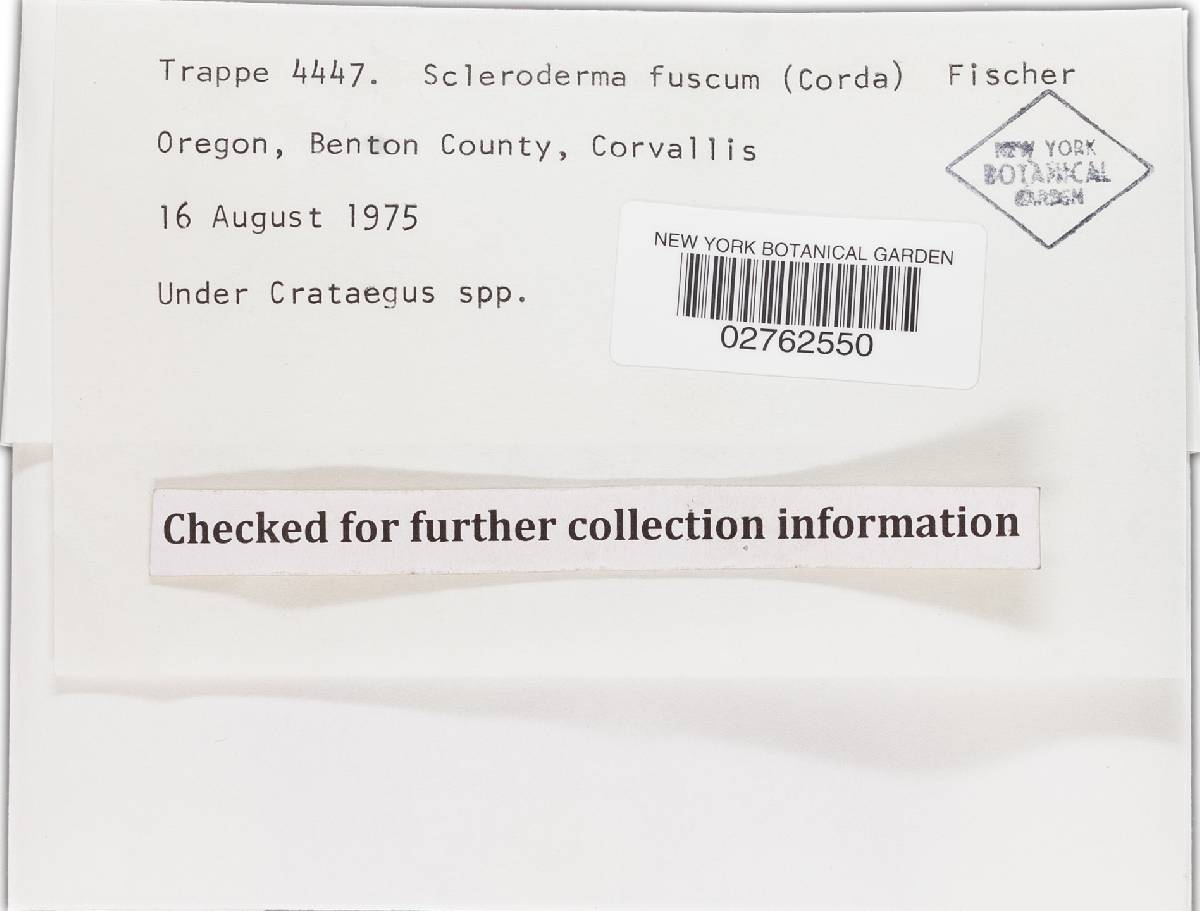 Trappe 4447. Scleroderma fuscum (Corda) Fischer
Oregon, Benton County, Corvallis
16 August 1975
Under Crataegus spp.
NEW YORK
BOTANICAL
GARDEN
NEW YORK BOTANICAL GARDEN
02762550
Checked for further collection information